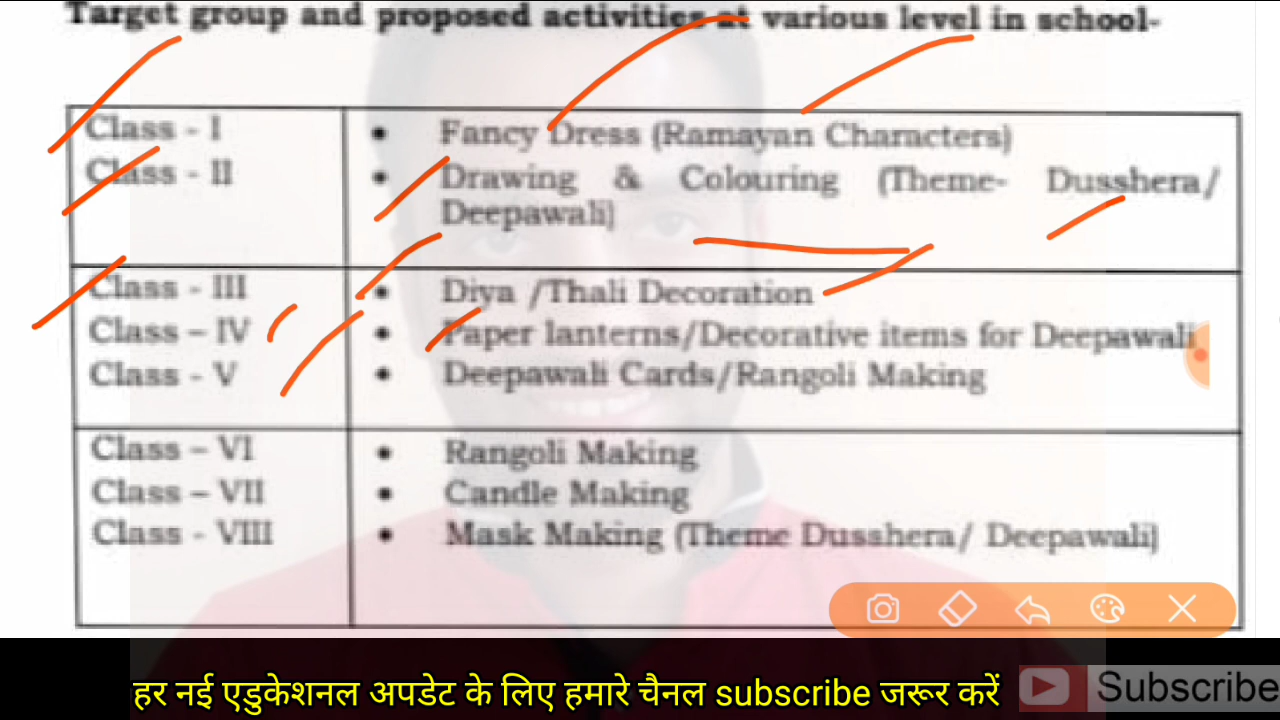 Target group and proposed activities at various level in school-
Class - I
• Fancy Dress (Ramayan Characters)
Class - II
• Drawing & Colouring (Theme- Dusshera/
Deepawali)
Class - III
• Diya /Thali Decoration
Class – IV
• Paper lanterns/Decorative items for Deepawali
Class - V
• Deepawali Cards/Rangoli Making
Class – VI
• Rangoli Making
Class – VII
• Candle Making
Class - VIII
• Mask Making (Theme Dusshera/ Deepawali)
हर नई एडुकेशनल अपडेट के लिए हमारे चैनल subscribe जरूर करें
Subscribe